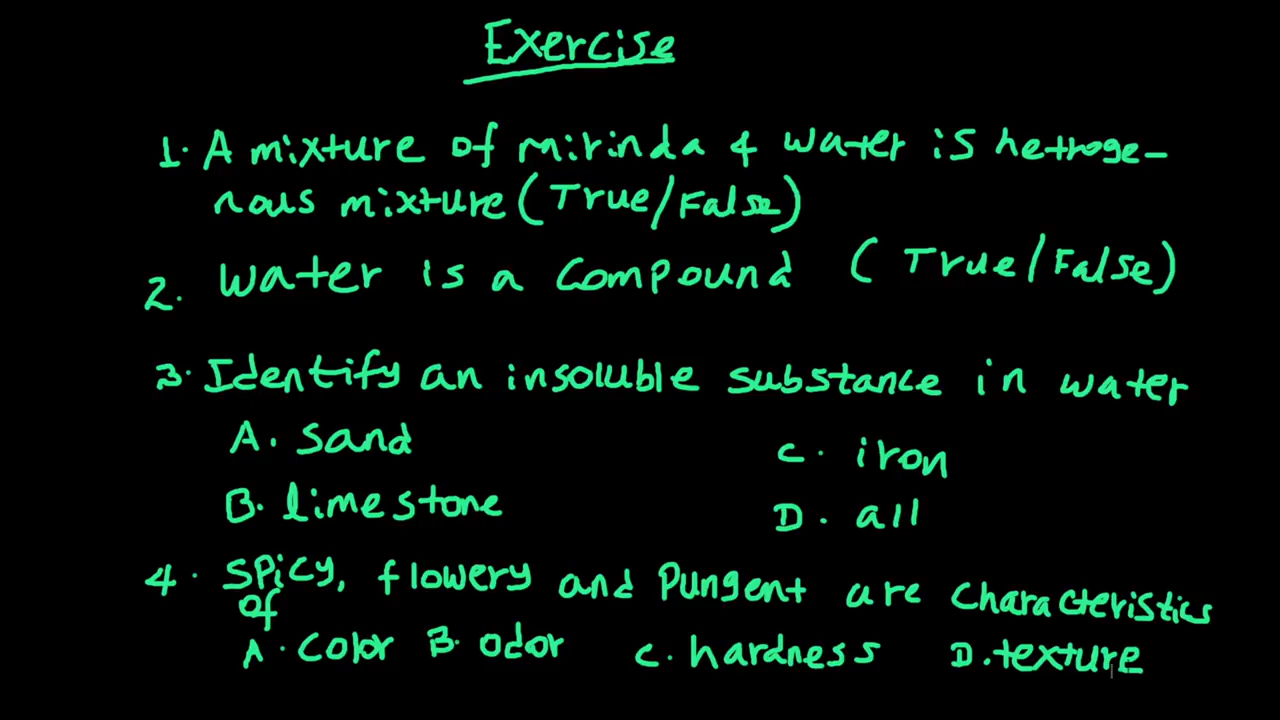 Exercise
1. A mixture of mirinda & water is hetroge-
nous mixture (True/False)
2. water is a compound (True/False)
3. Identify an insoluble substance in water
A. sand
C. iron
B. limestone
D. all
4. spicy, flowery and Pungent are characteristics
of
A. color B. odor C. hardness D. texture